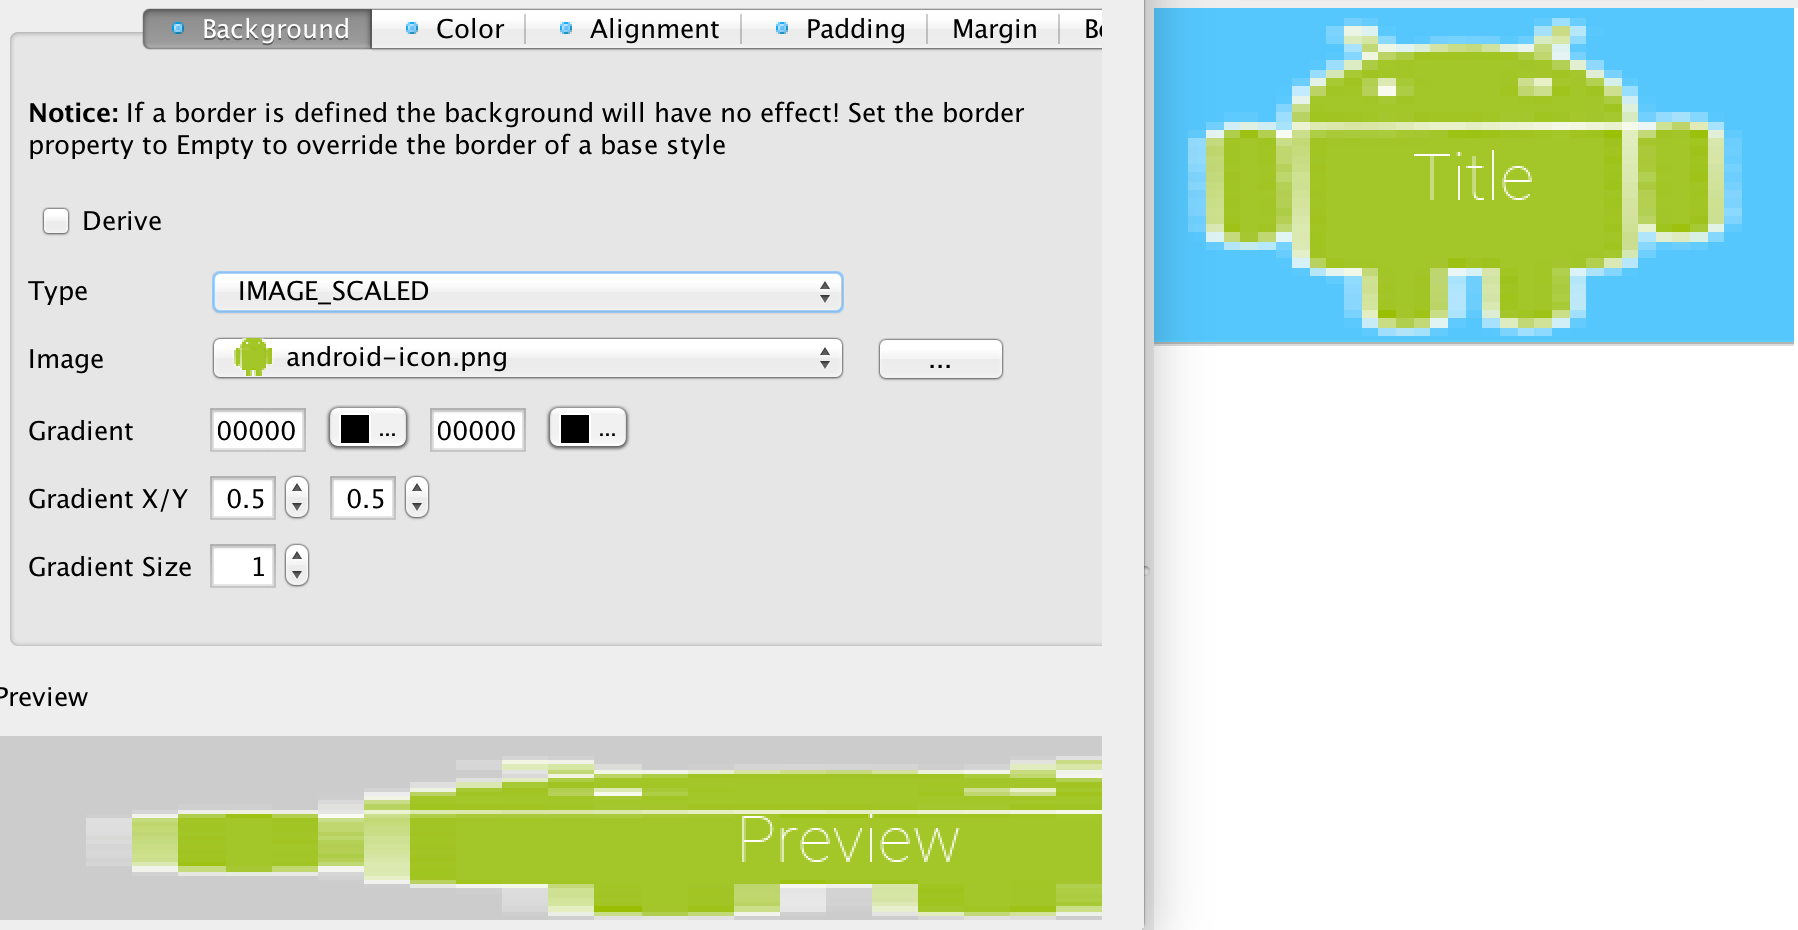 Background Color Alignment Padding Margin
Notice: If a border is defined the background will have no effect! Set the border
property to Empty to override the border of a base style
Derive
Type IMAGE_SCALED
Image android-icon.png ...
Gradient 00000 ... 00000 ...
Gradient X/Y 0.5 0.5
Gradient Size 1
Preview
Preview
Title